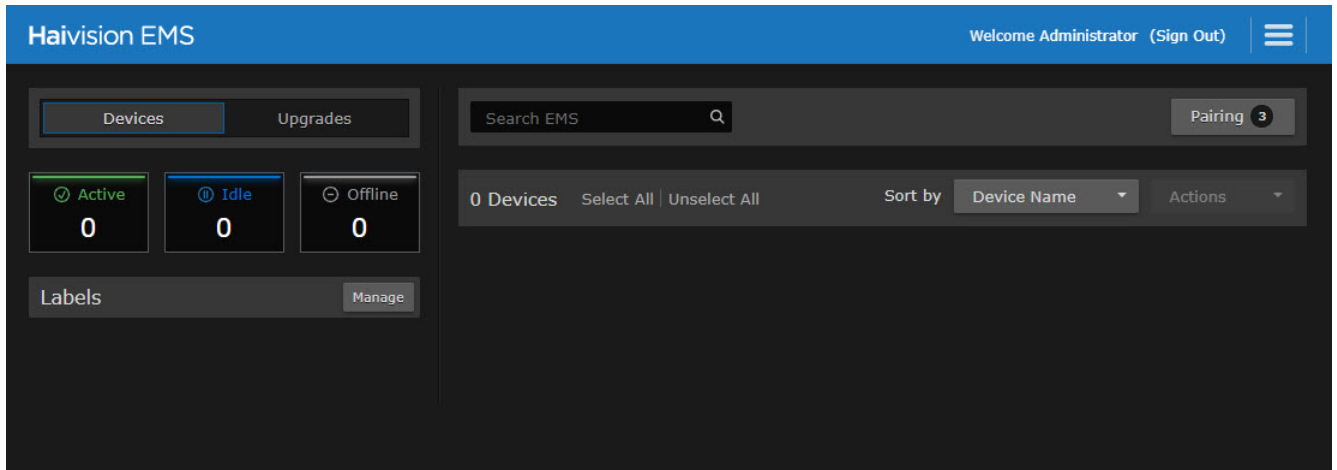 Haivision EMS
Welcome Administrator (Sign Out)
Devices Upgrades
Search EMS
Pairing 3
Active Idle Offline
0 0 0
0 Devices Select All Unselect All Sort by Device Name Actions
Labels Manage